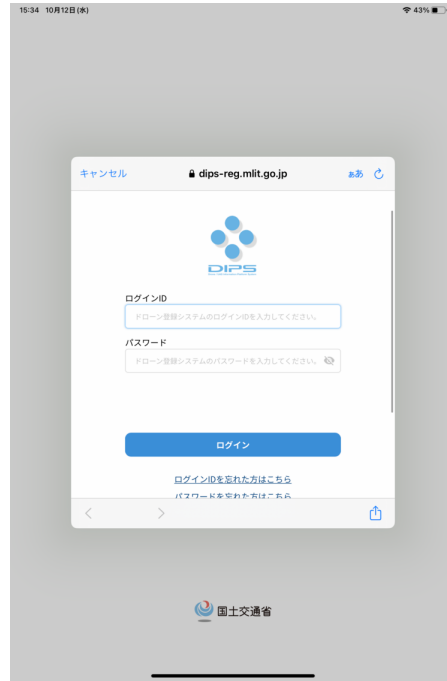 15:34 10月12日(水) 43%
キャンセル dips-reg.mlit.go.jp ぁあ
DIPS
ログインID
ドローン登録システムのログインIDを入力してください。
パスワード
ドローン登録システムのパスワードを入力してください。
ログイン
ログインIDを忘れた方はこちら
パスワードを忘れた方はこちら
国土交通省